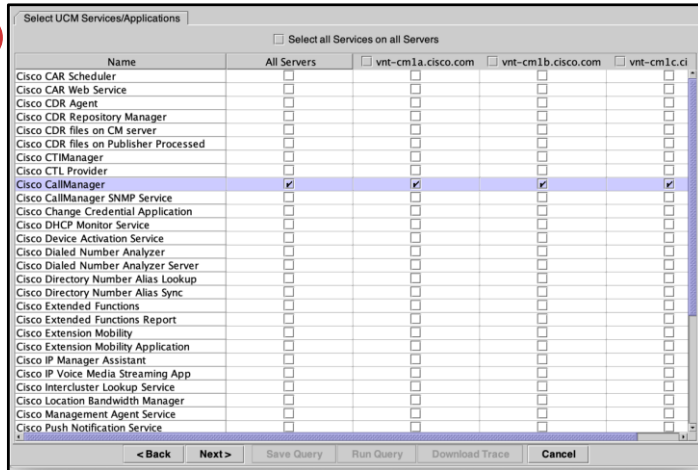 Select UCM Services/Applications
Select all Services on all Servers
Name All Servers vnt-cm1a.cisco.com vnt-cm1b.cisco.com vnt-cm1c.ci
Cisco CAR Scheduler
Cisco CAR Web Service
Cisco CDR Agent
Cisco CDR Repository Manager
Cisco CDR files on CM server
Cisco CDR files on Publisher Processed
Cisco CTIManager
Cisco CTL Provider
Cisco CallManager
Cisco CallManager SNMP Service
Cisco Change Credential Application
Cisco DHCP Monitor Service
Cisco Device Activation Service
Cisco Dialed Number Analyzer
Cisco Dialed Number Analyzer Server
Cisco Directory Number Alias Lookup
Cisco Directory Number Alias Sync
Cisco Extended Functions
Cisco Extended Functions Report
Cisco Extension Mobility
Cisco Extension Mobility Application
Cisco IP Manager Assistant
Cisco IP Voice Media Streaming App
Cisco Intercluster Lookup Service
Cisco Location Bandwidth Manager
Cisco Management Agent Service
Cisco Push Notification Service
< Back Next > Save Query Run Query Download Trace Cancel